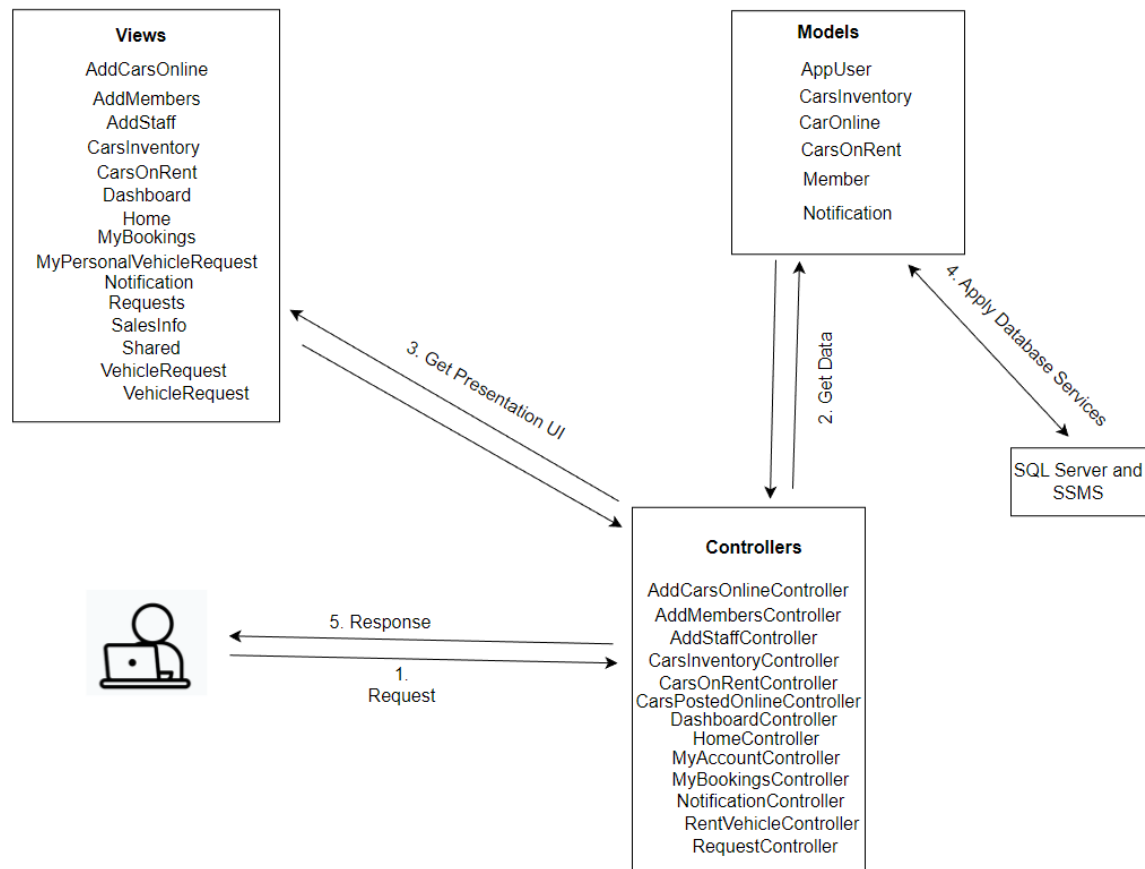 Views
AddCarsOnline
AddMembers
AddStaff
CarsInventory
CarsOnRent
Dashboard
Home
MyBookings
MyPersonalVehicleRequest
Notification
Requests
SalesInfo
Shared
VehicleRequest
VehicleRequest
Models
AppUser
CarsInventory
CarOnline
CarsOnRent
Member
Notification
3. Get Presentation UI
2. Get Data
4. Apply Database Services
SQL Server and
SSMS
5. Response
1.
Request
Controllers
AddCarsOnlineController
AddMembersController
AddStaffController
CarsInventoryController
CarsOnRentController
CarsPostedOnlineController
DashboardController
HomeController
MyAccountController
MyBookingsController
NotificationController
RentVehicleController
RequestController